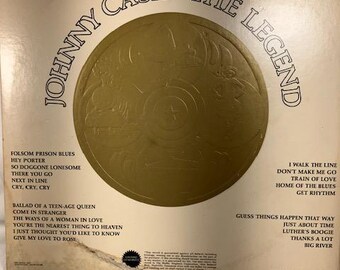 JOHNNY CASH THE LEGEND
FOLSOM PRISON BLUES
HEY PORTER
SO DOGGONE LONESOME
THERE YOU GO
NEXT IN LINE
CRY, CRY, CRY
I WALK THE LINE
DON'T MAKE ME GO
TRAIN OF LOVE
HOME OF THE BLUES
GET RHYTHM
BALLAD OF A TEEN-AGE QUEEN
COME IN STRANGER
THE WAYS OF A WOMAN IN LOVE
YOU'RE THE NEAREST THING TO HEAVEN
I JUST THOUGHT YOU'D LIKE TO KNOW
GIVE MY LOVE TO ROSE
GUESS THINGS HAPPEN THAT WAY
JUST ABOUT TIME
LUTHER'S BOOGIE
THANKS A LOT
BIG RIVER